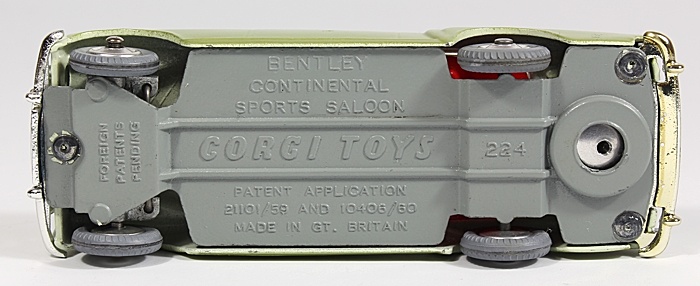 BENTLEY
CONTINENTAL
SPORTS SALOON
CORGI TOYS
224
PATENT APPLICATION
21101/59 AND 10406/60
MADE IN GT. BRITAIN
FOREIGN
PATENTS
PENDING